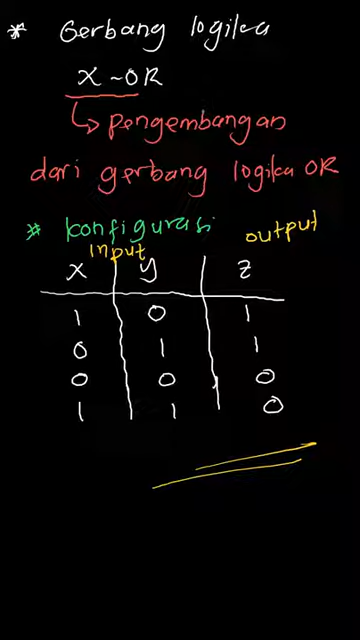 * Gerbang logika
X-OR
↳ pengembangan
dari gerbang logika OR
* konfigurasi
input output
X y z
1 0 1
0 1 1
0 0 0
1 1 0